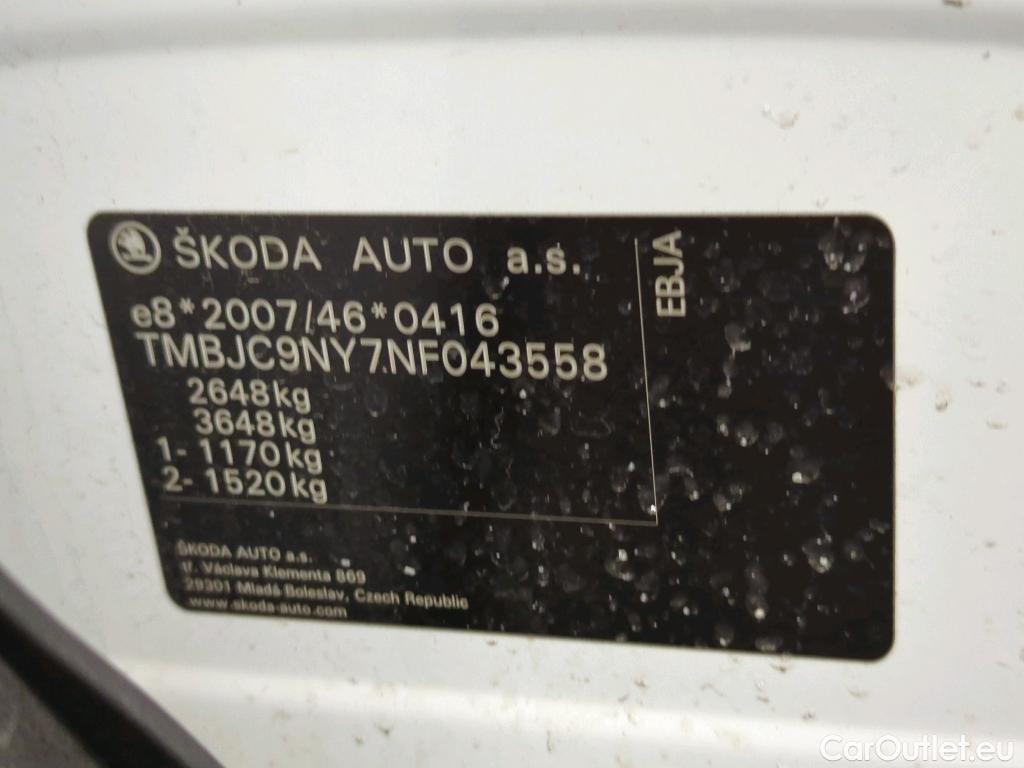 ŠKODA AUTO a.s.
EBJA
e8*2007/46*0416
TMBJC9NY7NF043558
2648kg
3648kg
1- 1170kg
2- 1520kg
ŠKODA AUTO a.s.
tř. Václava Klementa 869
29301 Mladá Boleslav, Czech Republic
www.skoda-auto.com
CarOutlet.eu